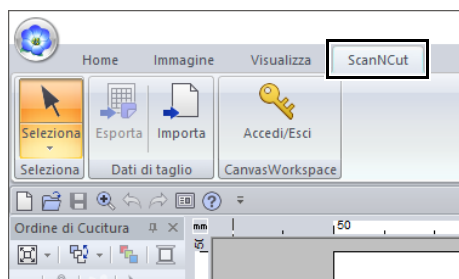 Home Immagine Visualizza ScanNCut
Seleziona Esporta Importa Accedi/Esci
Seleziona Dati di taglio CanvasWorkspace
Ordine di Cucitura mm 50